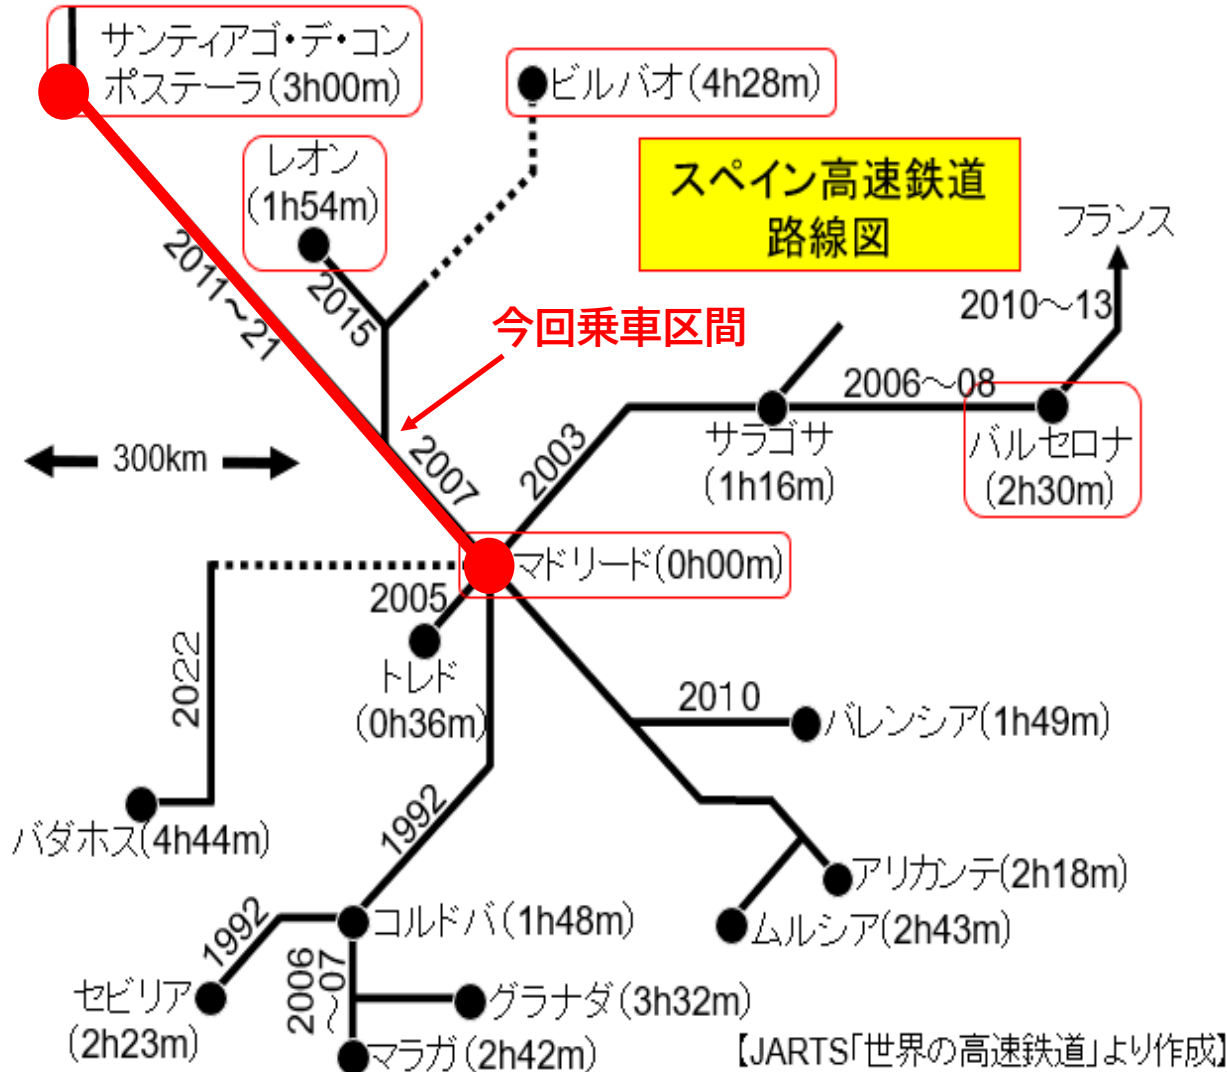 サンティアゴ・デ・コン
ポステーラ(3h00m)
ビルバオ(4h28m)
レオン
(1h54m)
スペイン高速鉄道
路線図
フランス
2011～21
2015
2010～13
今回乗車区間
2006～08
サラゴサ
(1h16m)
バルセロナ
(2h30m)
300km
2007
2003
マドリード(0h00m)
2005
トレド
(0h36m)
2022
2010
バレンシア(1h49m)
バダホス(4h44m)
1992
アリカンテ(2h18m)
ムルシア(2h43m)
コルドバ(1h48m)
1992
2006
～07
セビリア
(2h23m)
グラナダ(3h32m)
マラガ(2h42m)
【JARTS「世界の高速鉄道」より作成】